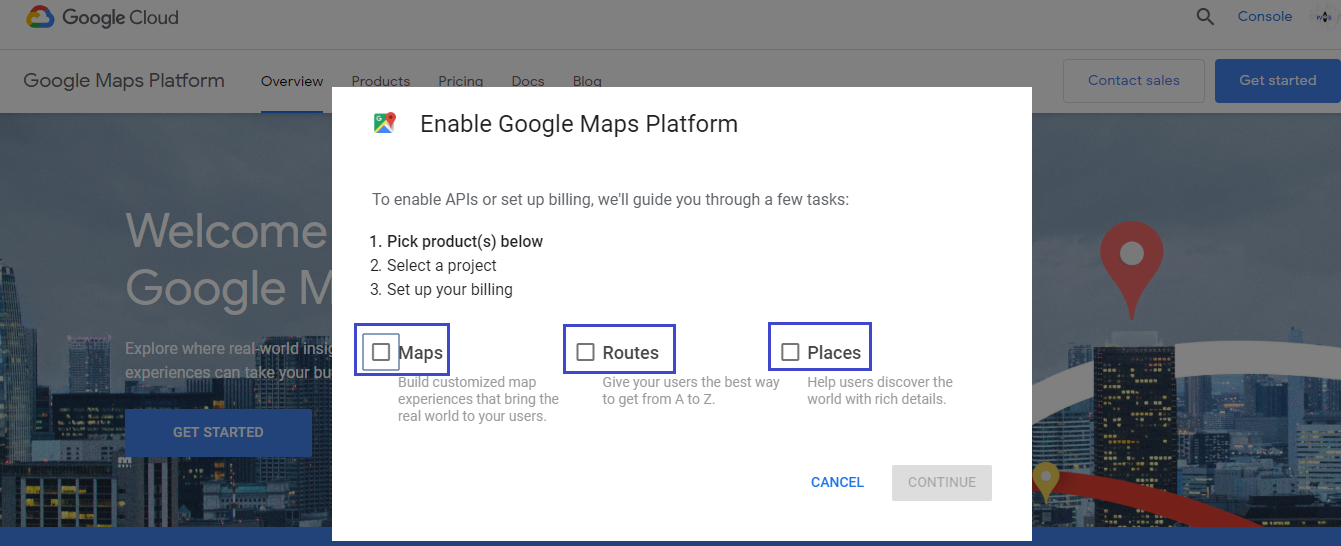 Google Cloud
Console
Google Maps Platform
Overview
Products
Pricing
Docs
Blog
Contact sales
Get started
Enable Google Maps Platform
To enable APIs or set up billing, we'll guide you through a few tasks:
1. Pick product(s) below
2. Select a project
3. Set up your billing
Maps
Build customized map
experiences that bring the
real world to your users.
Routes
Give your users the best way
to get from A to Z.
Places
Help users discover the
world with rich details.
CANCEL
CONTINUE
Welcome
Google M
Explore where real-world insig
experiences can take your bu
GET STARTED